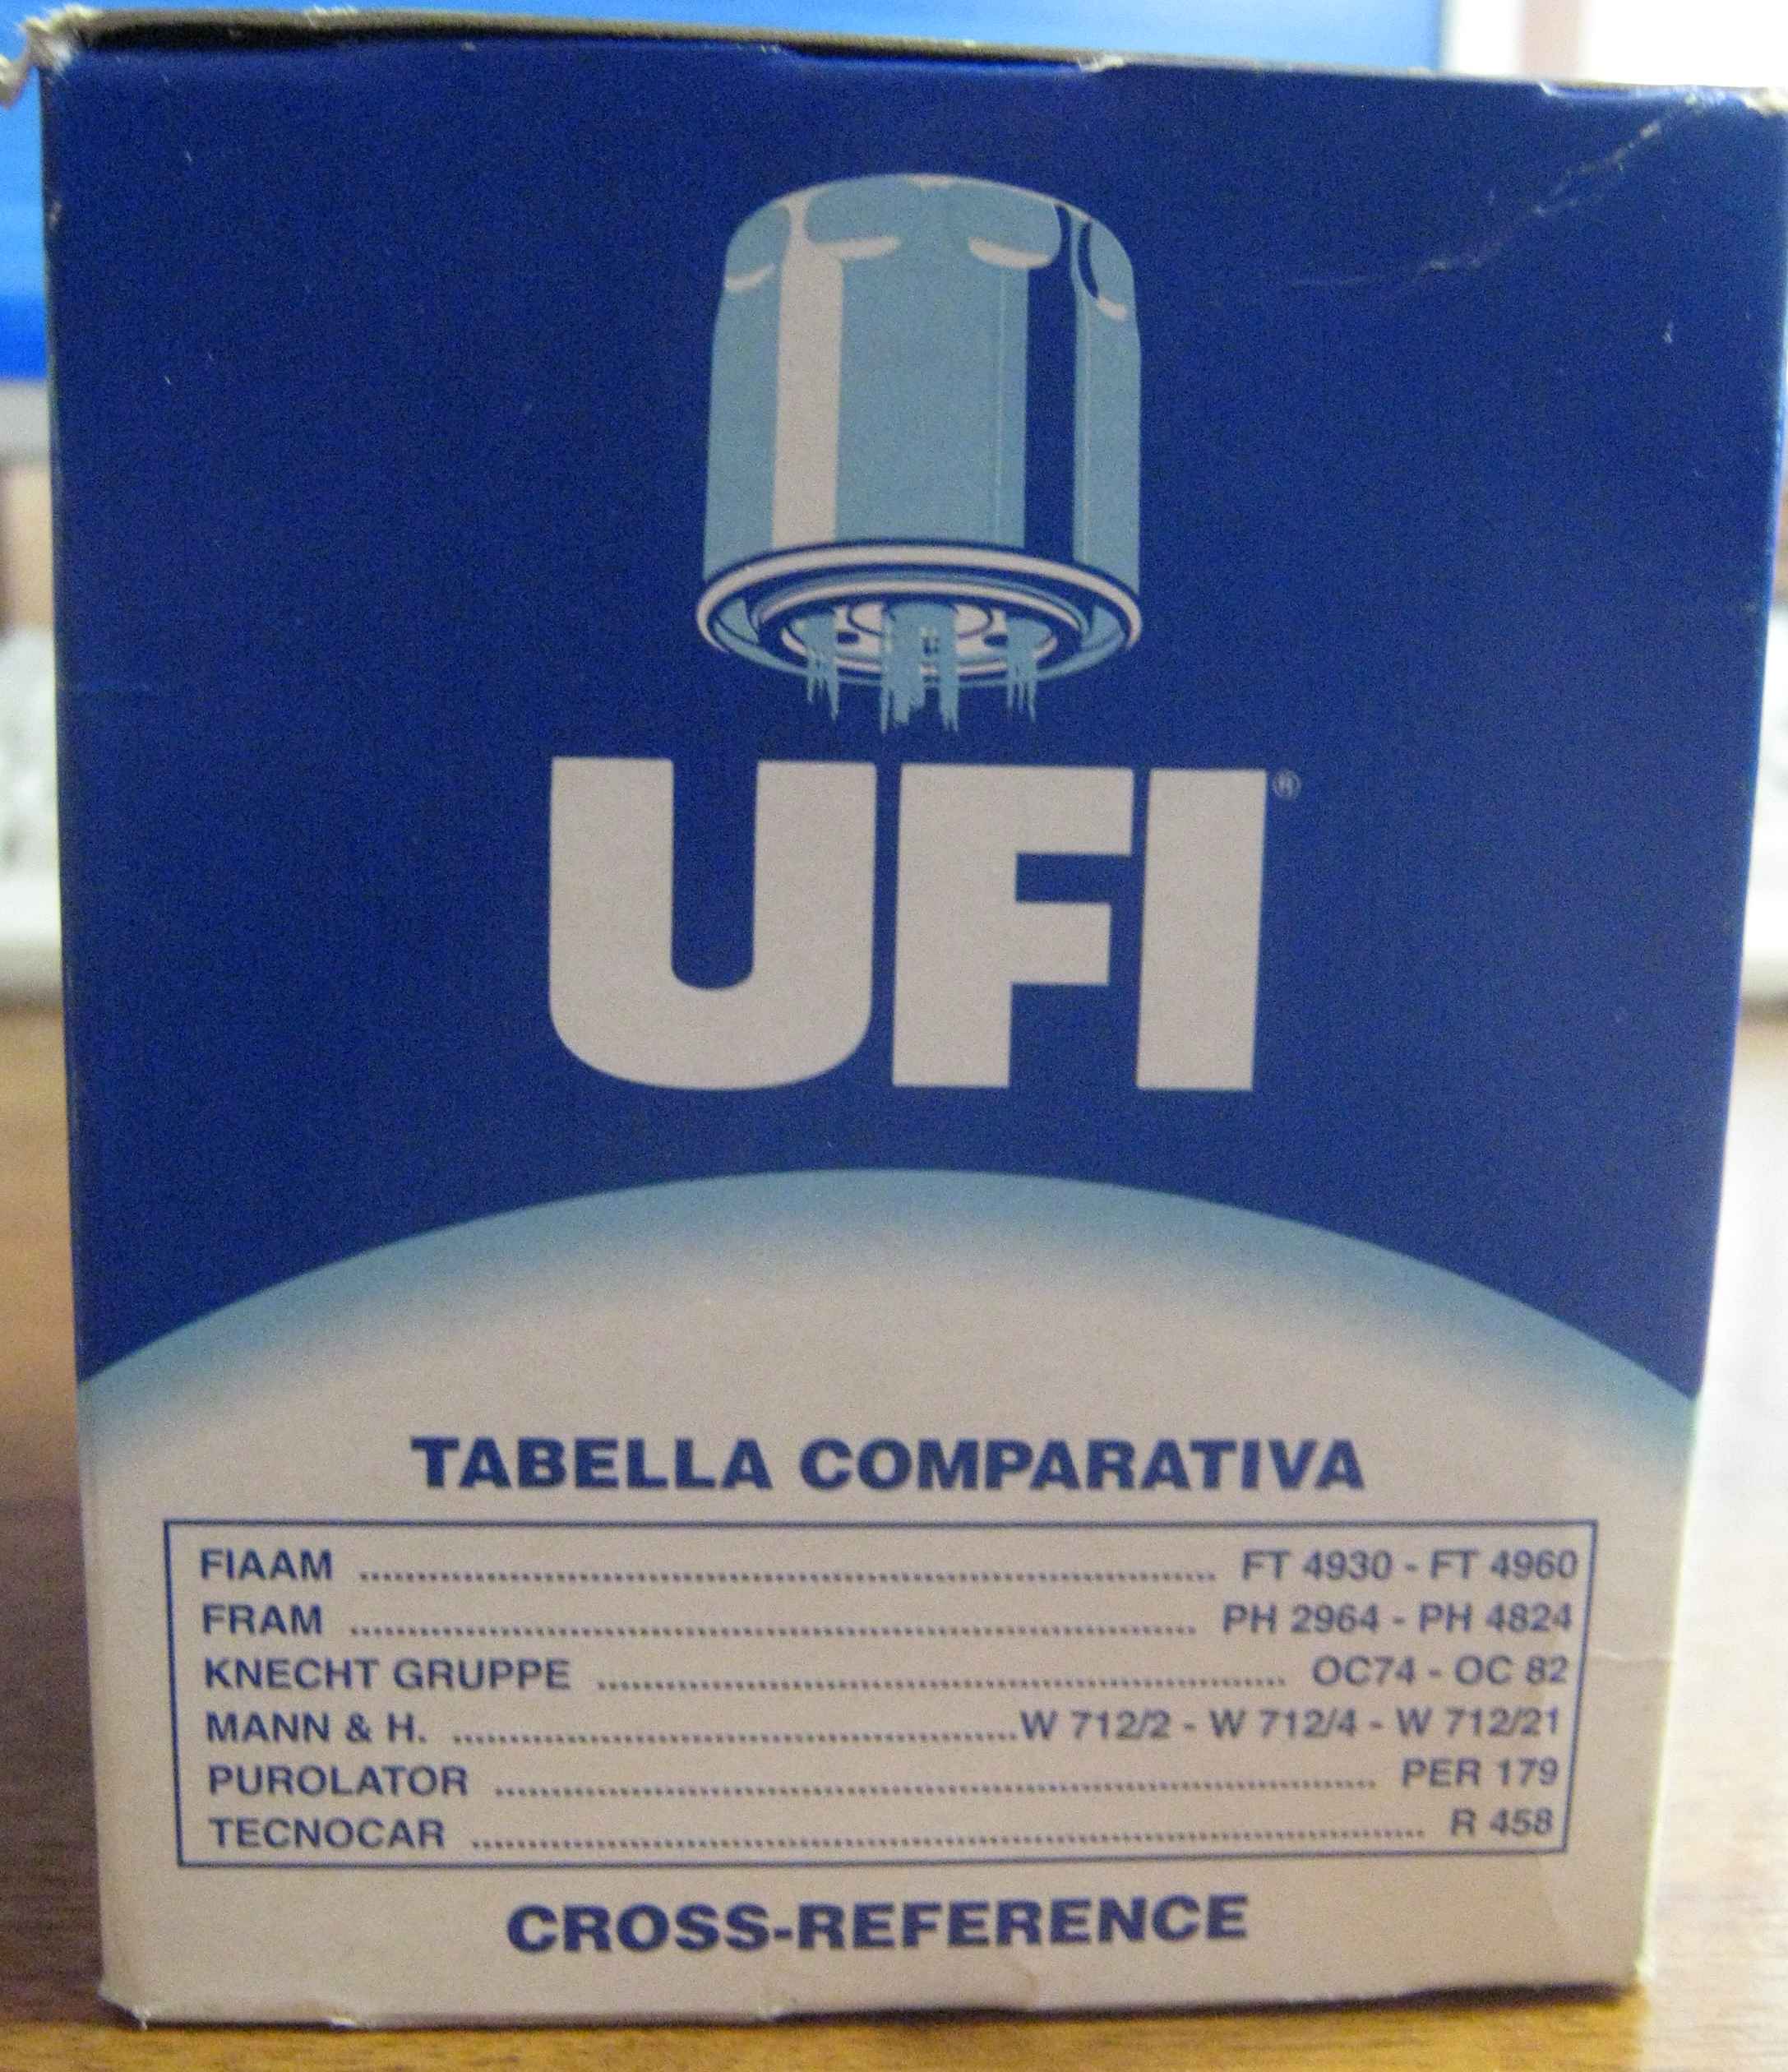 UFI®
TABELLA COMPARATIVA
FIAAM ........................ FT 4930 - FT 4960
FRAM ........................ PH 2964 - PH 4824
KNECHT GRUPPE ........................ OC74 - OC 82
MANN & H. ........................ W 712/2 - W 712/4 - W 712/21
PUROLATOR ........................ PER 179
TECNOCAR ........................ R 458
CROSS-REFERENCE